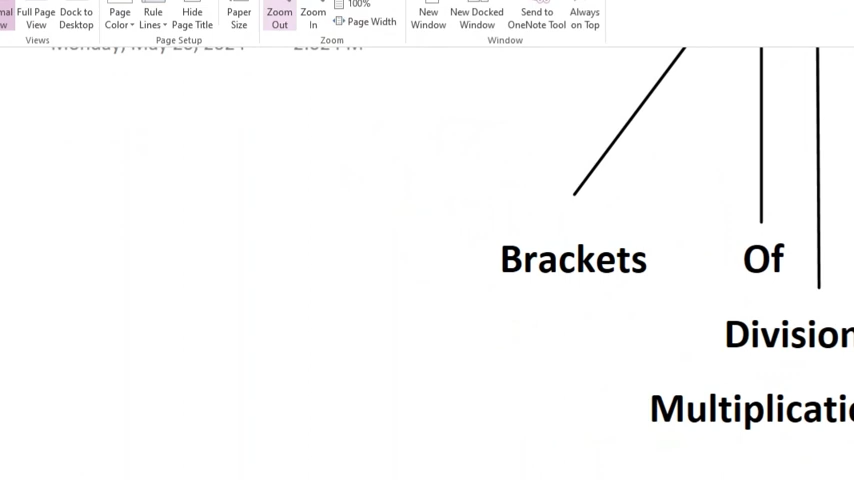 100%
Full Page View
Dock to Desktop
Page Color
Rule Lines
Hide Page Title
Paper Size
Zoom Out
Zoom In
Page Width
New Window
New Docked Window
Send to OneNote Tool
Always on Top
Views
Page Setup
Zoom
Window
Brackets Of
Division
Multiplicatio